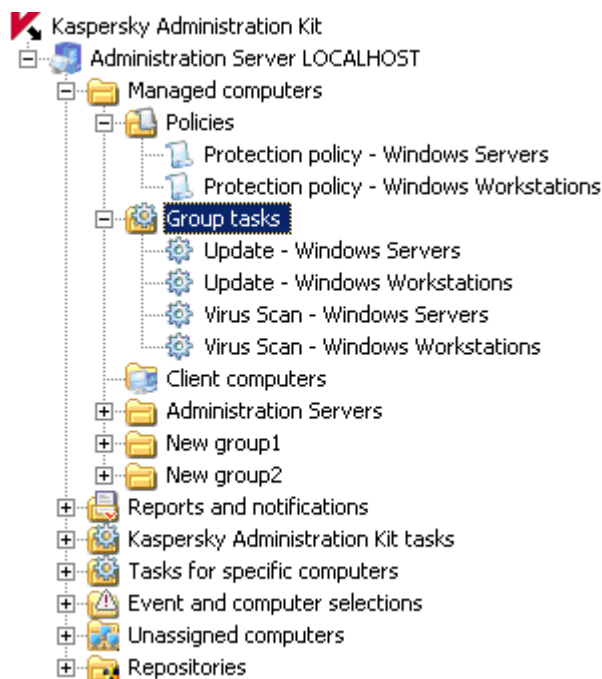 Kaspersky Administration Kit
Administration Server LOCALHOST
Managed computers
Policies
Protection policy - Windows Servers
Protection policy - Windows Workstations
Group tasks
Update - Windows Servers
Update - Windows Workstations
Virus Scan - Windows Servers
Virus Scan - Windows Workstations
Client computers
Administration Servers
New group1
New group2
Reports and notifications
Kaspersky Administration Kit tasks
Tasks for specific computers
Event and computer selections
Unassigned computers
Repositories